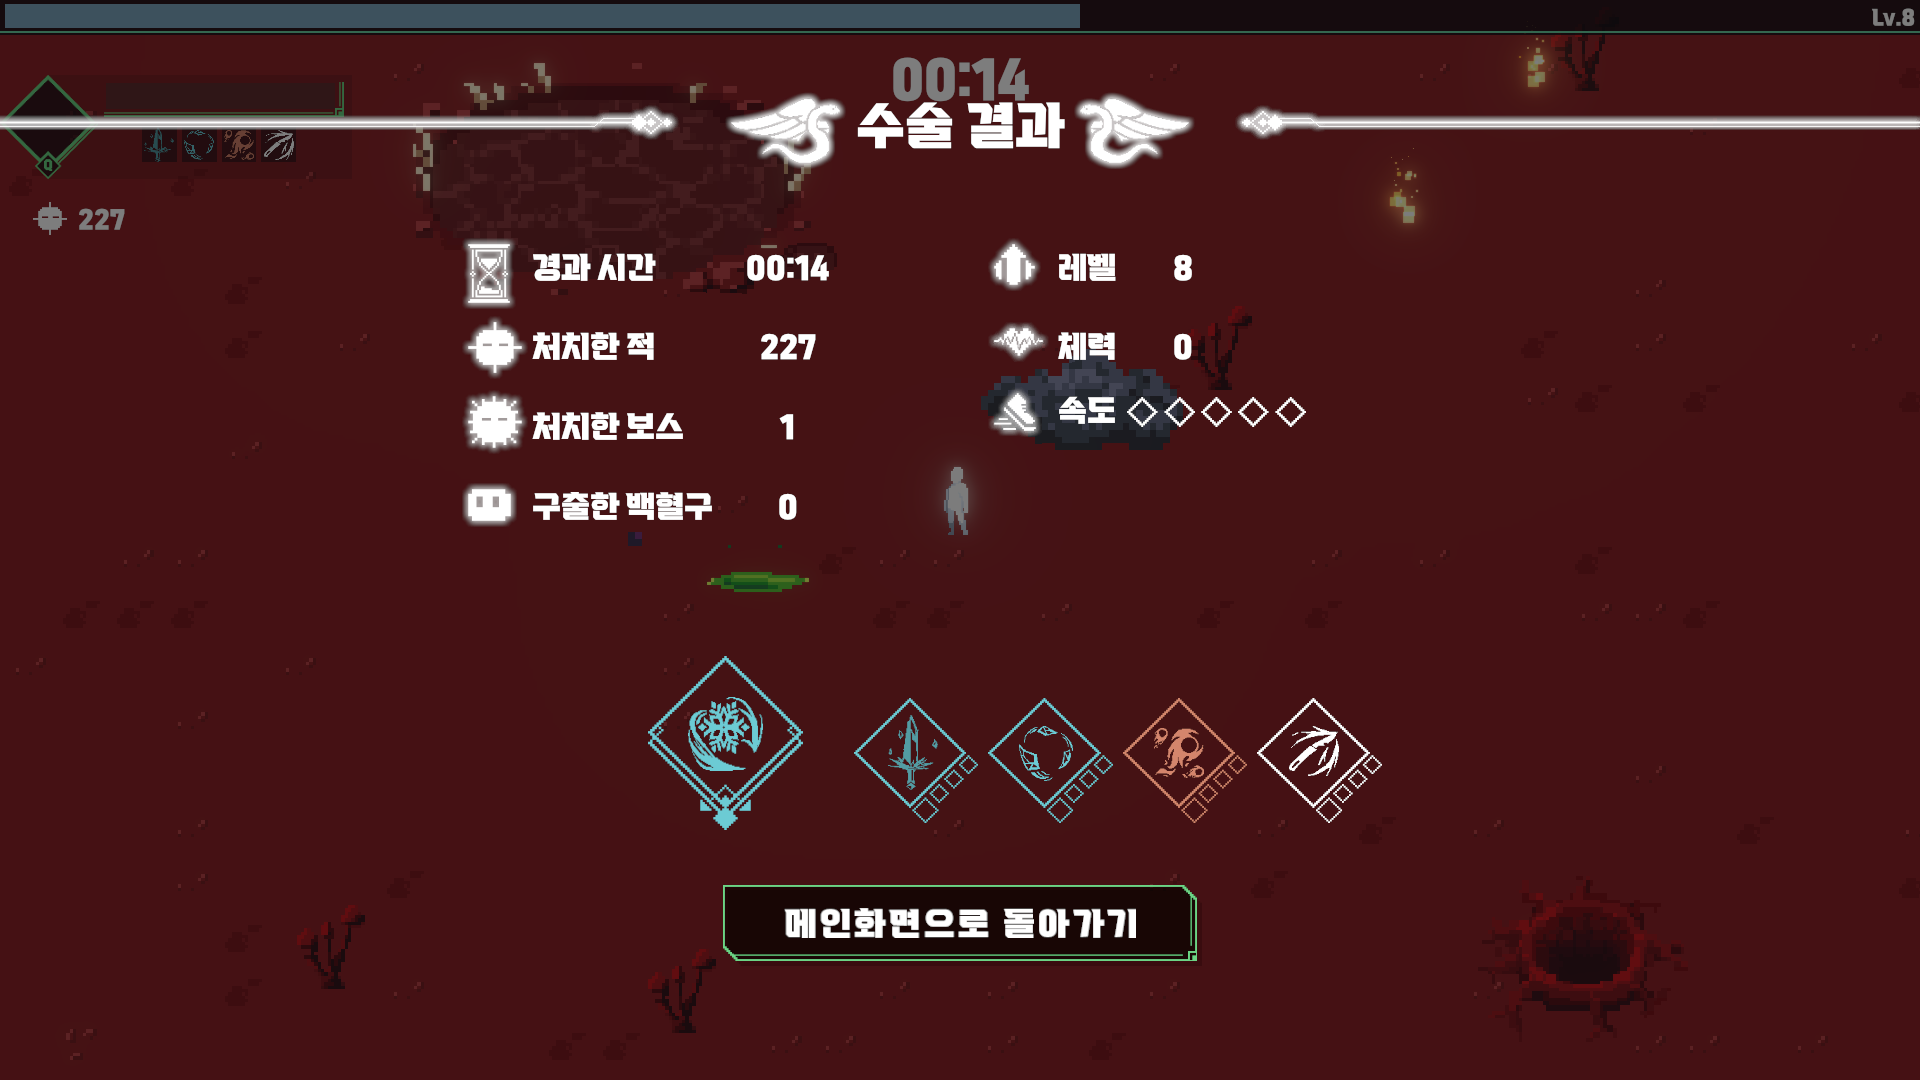 Lv.8
00:14
수술 결과
Q
227
경과 시간 00:14
처치한 적 227
처치한 보스 1
구출한 백혈구 0
레벨 8
체력 0
속도
메인화면으로 돌아가기